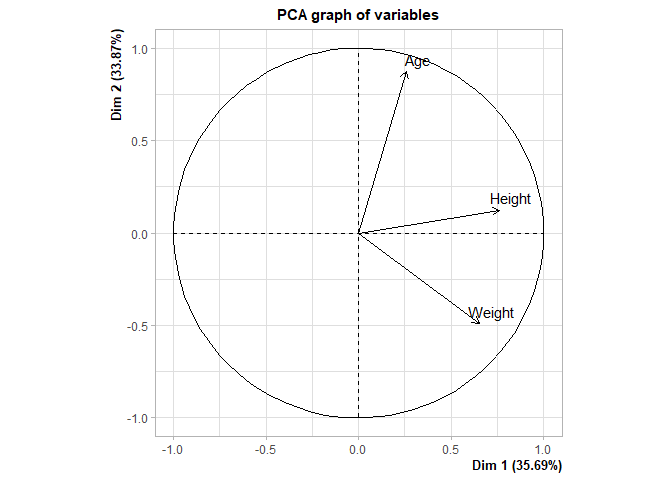 PCA graph of variables
Dim 2 (33.87%)
1.0
0.5
0.0
-0.5
-1.0
Age
Height
Weight
-1.0 -0.5 0.0 0.5 1.0
Dim 1 (35.69%)